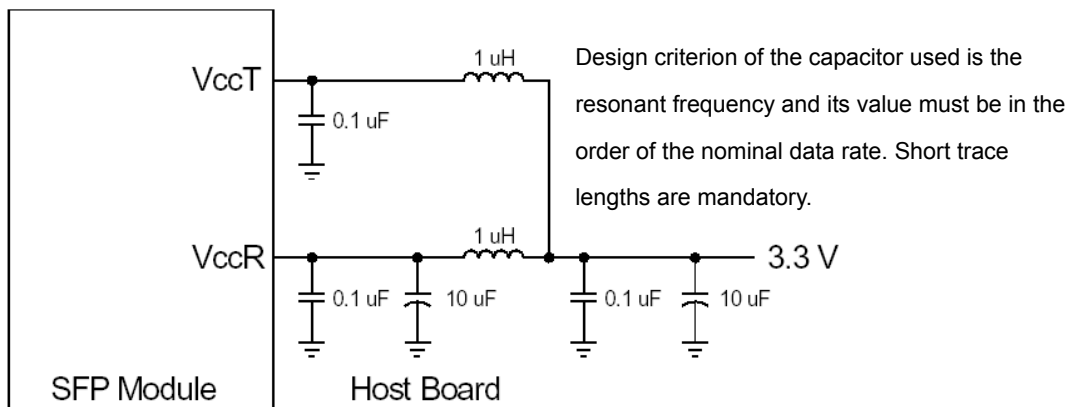 1 uH
Design criterion of the capacitor used is the
VccT
resonant frequency and its value must be in the
0.1 uF
order of the nominal data rate. Short trace
lengths are mandatory.
1 uH
VccR
3.3 V
0.1 uF
10 uF
0.1 uF
10 uF
SFP Module
Host Board